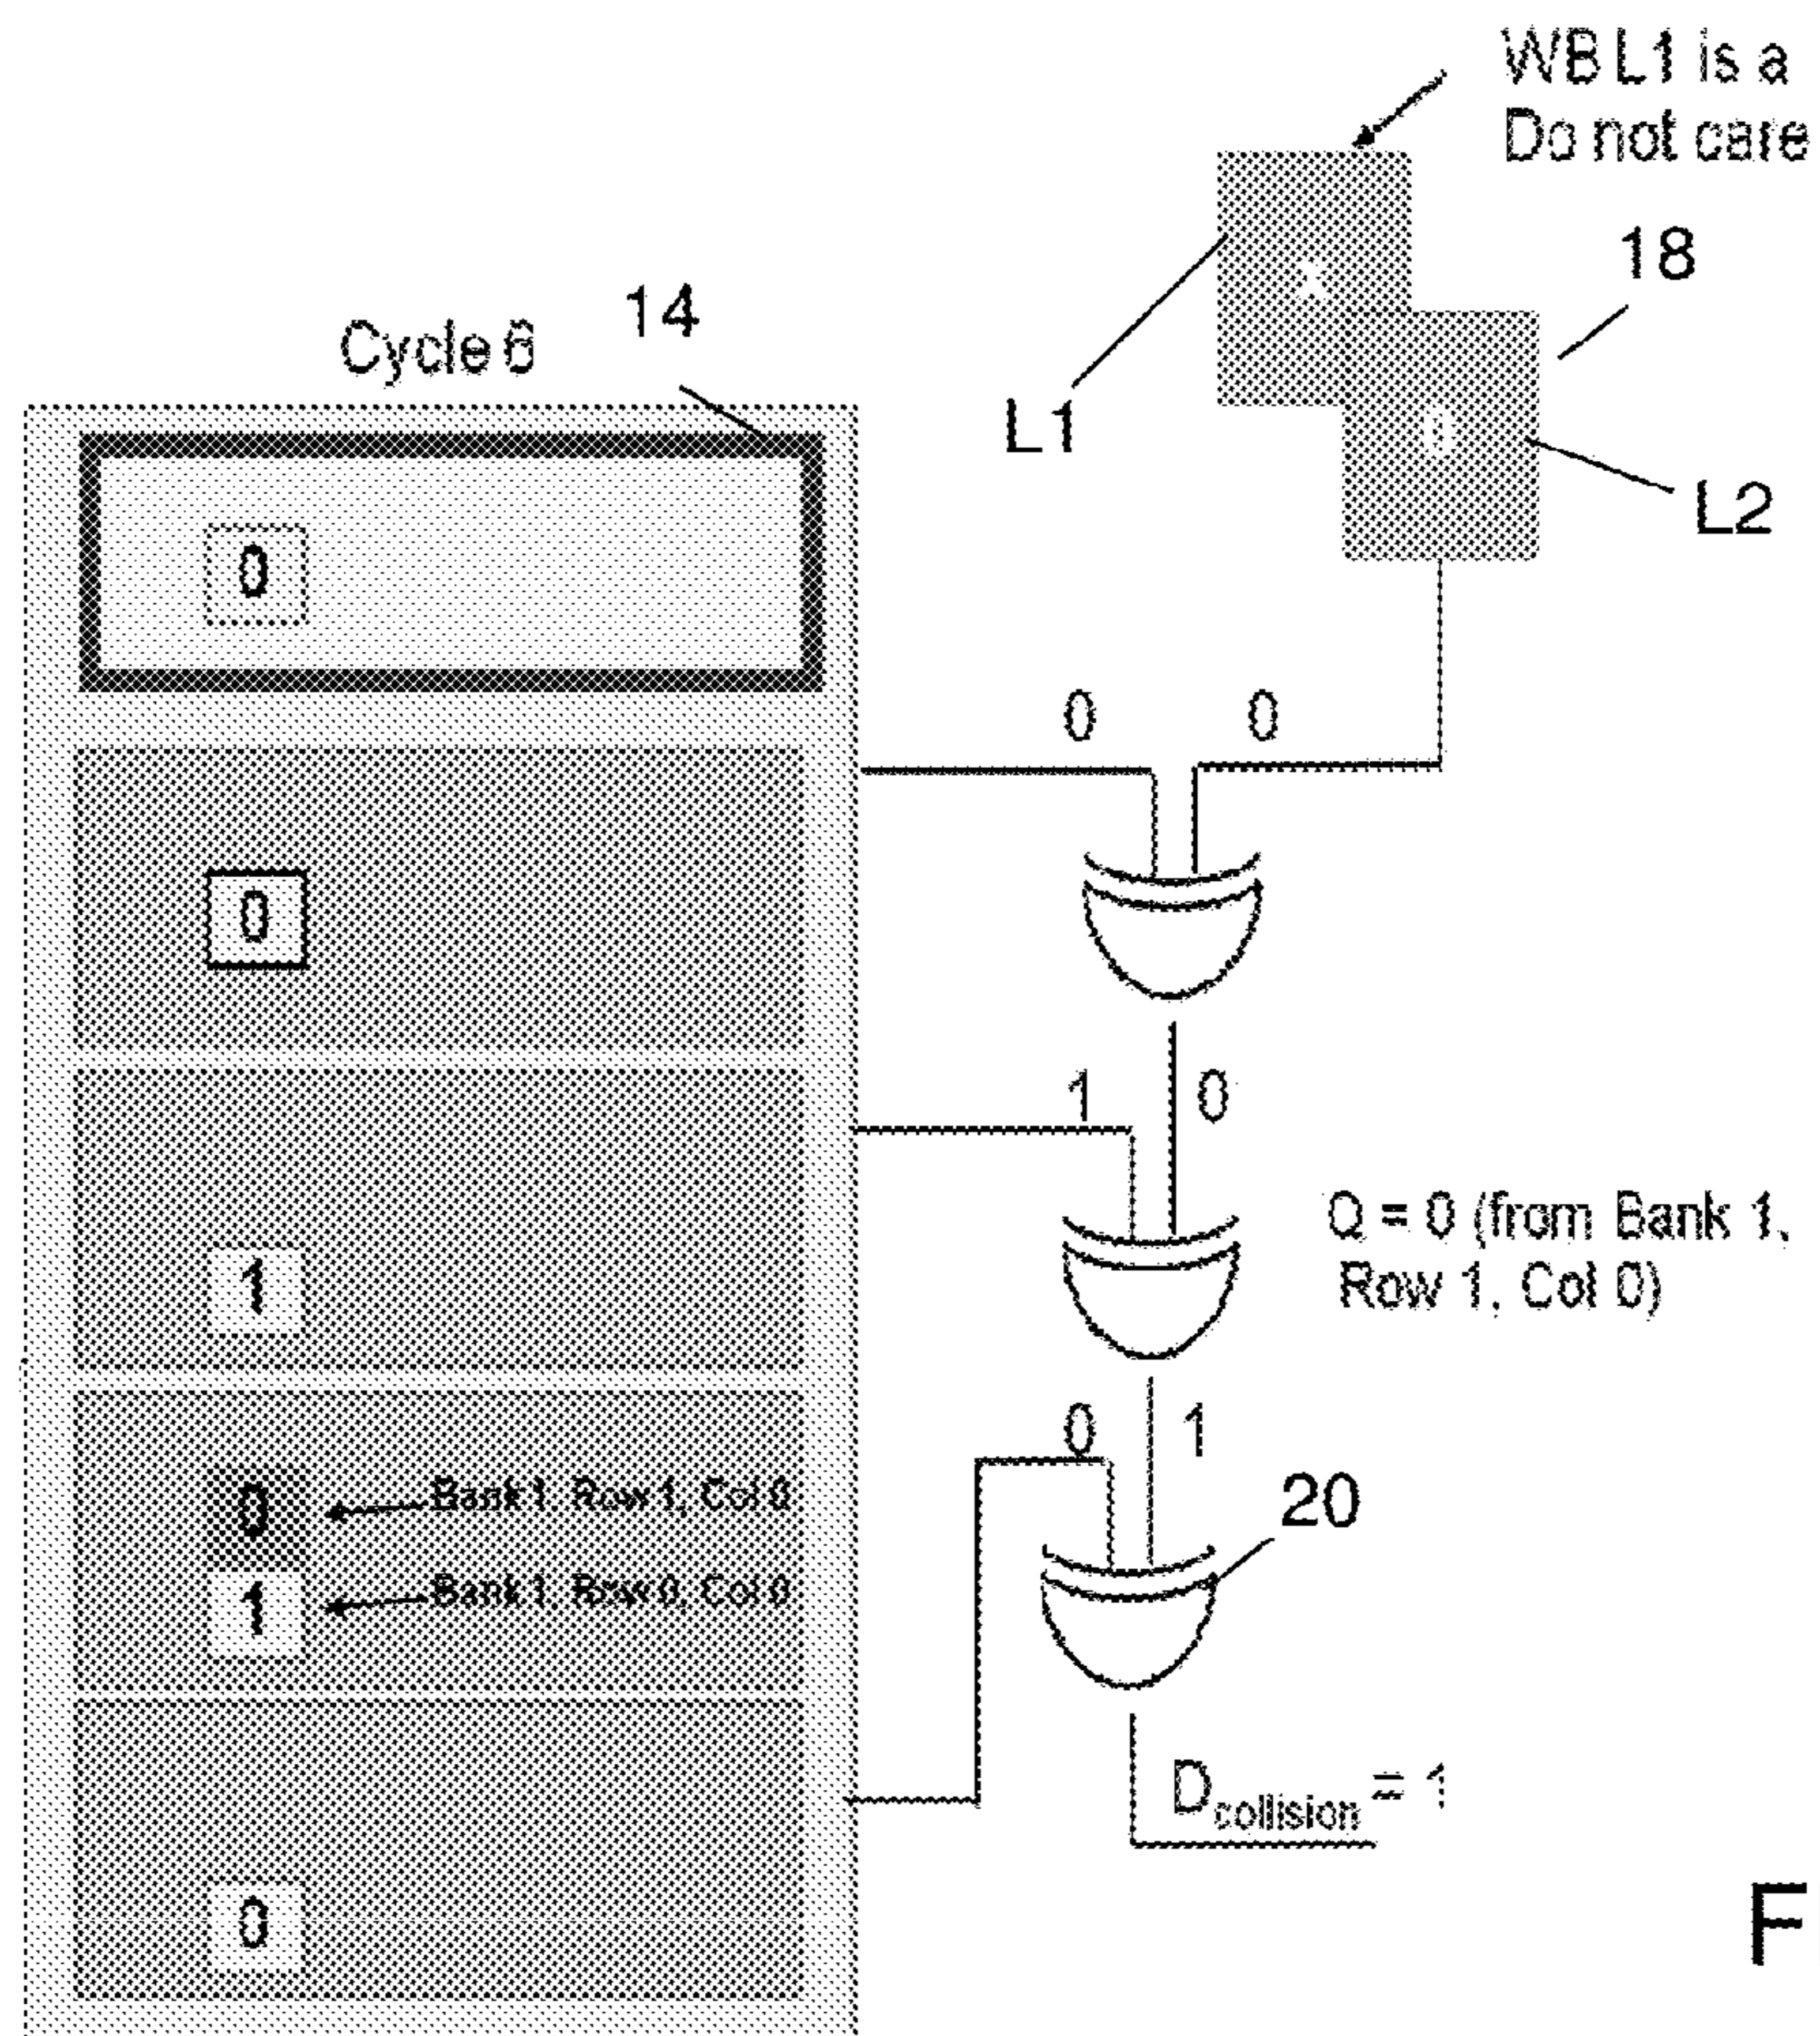 WBL1 is a
Do not care
18
14
Cycle 6
X
L1
0
L2
0
0 0
0
1 0
Q = 0 (from Bank 1,
Row 1, Col 0)
1
0 1
0 Bank 1, Row 1, Col 0
20
1 Bank 1, Row 0, Col 0
Dcollision = 1
0